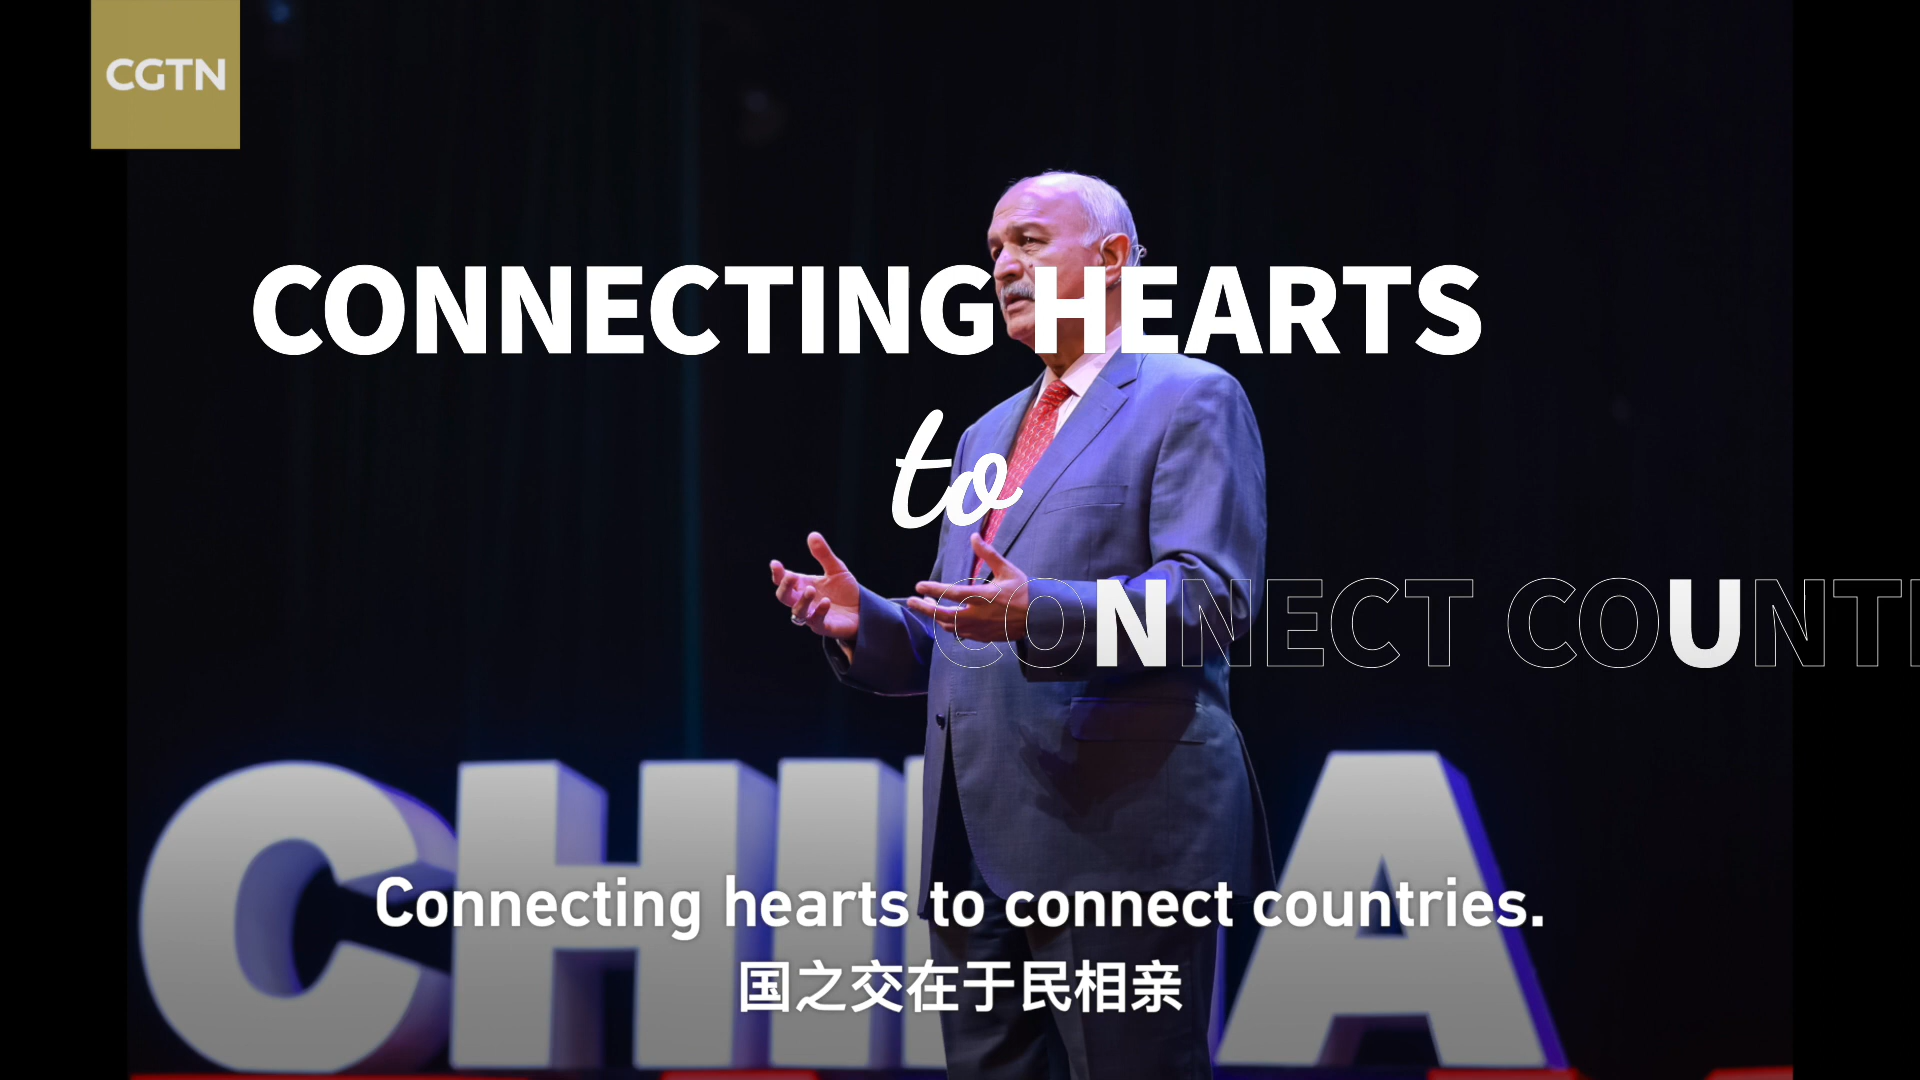 CGTN
CONNECTING HEARTS
to
CONNECT COUNT
CHINA
Connecting hearts to connect countries.
国之交在于民相亲